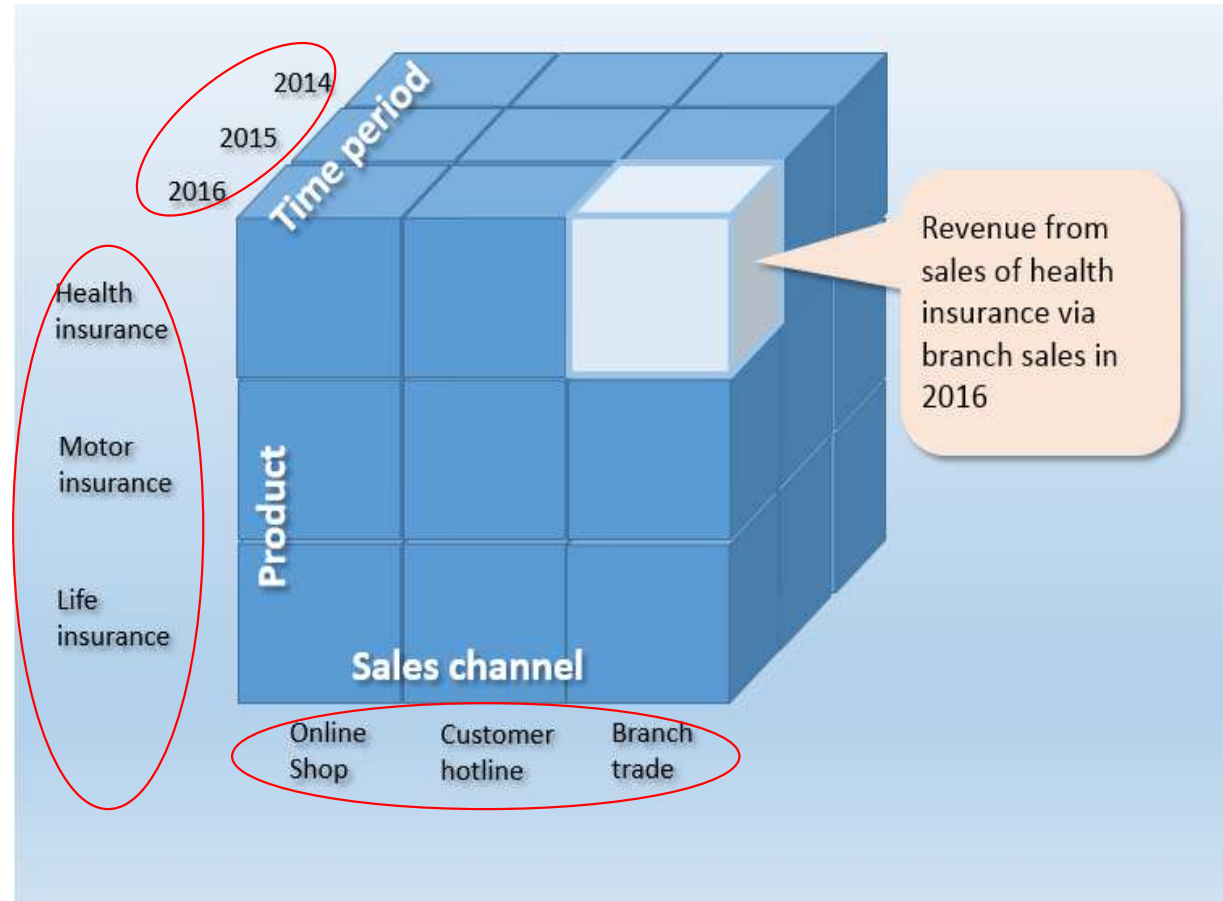 2014
2015
2016
Time period
Health
insurance
Motor
insurance
Life
insurance
Product
Sales channel
Online
Shop
Customer
hotline
Branch
trade
Revenue from
sales of health
insurance via
branch sales in
2016